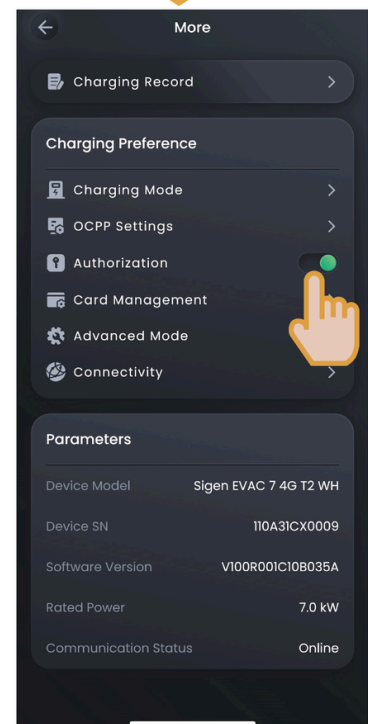 More
Charging Record
Charging Preference
Charging Mode
OCPP Settings
Authorization
Card Management
Advanced Mode
Connectivity
Parameters
Device Model Sigen EVAC 7 4G T2 WH
Device SN 110A31CX0009
Software Version V100R001C10B035A
Rated Power 7.0 kW
Communication Status Online